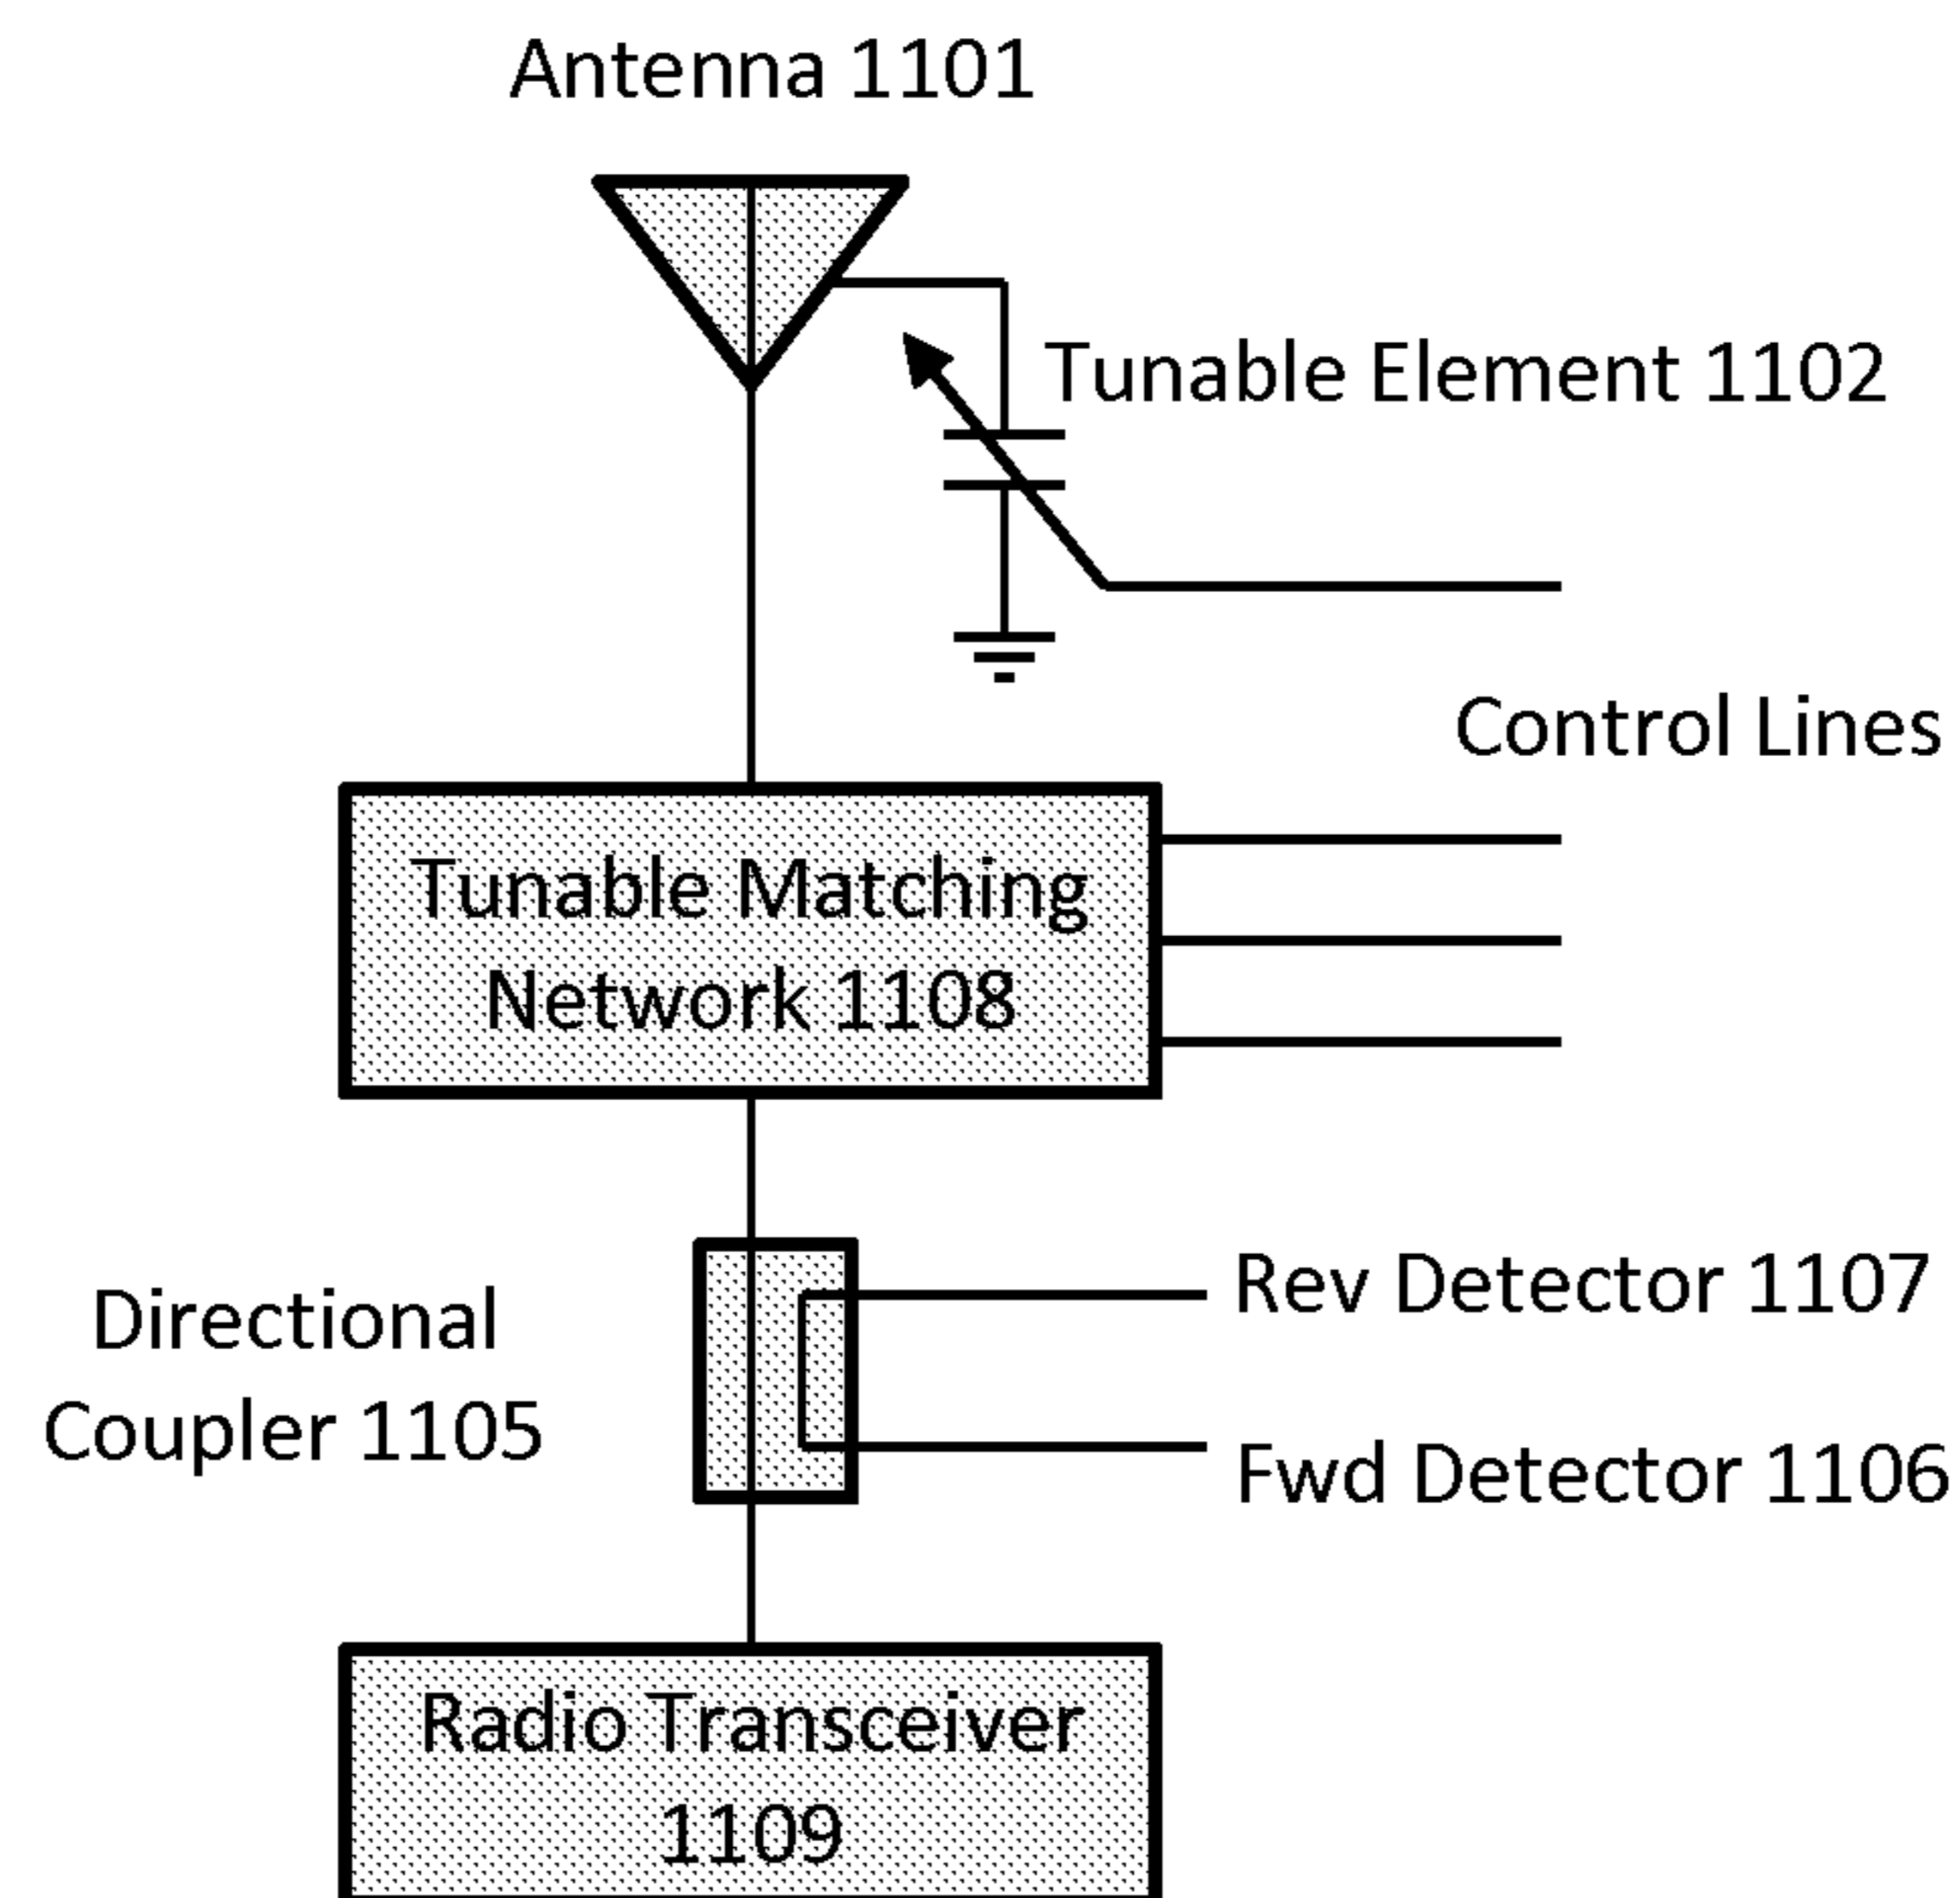 Antenna 1101
Tunable Element 1102
Control Lines
Tunable Matching
Network 1108
Rev Detector 1107
Directional
Coupler 1105
Fwd Detector 1106
Radio Transceiver
1109